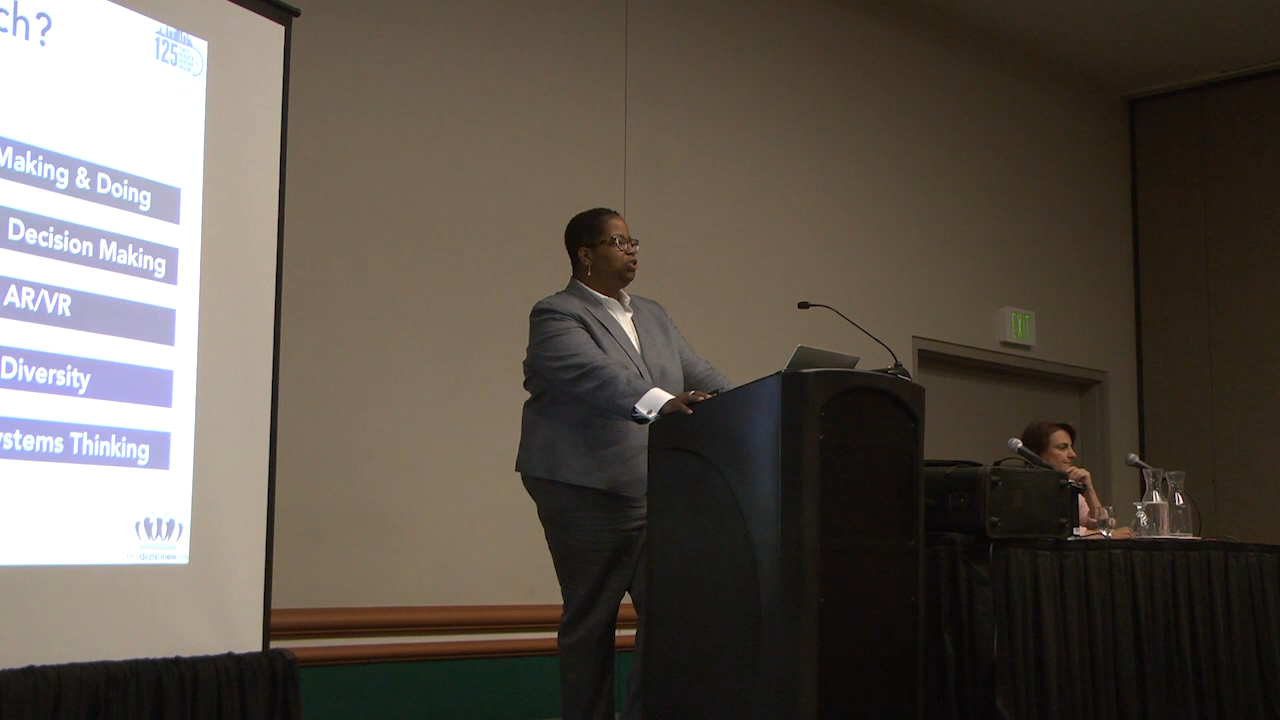 ch?
125
Making & Doing
Decision Making
AR/VR
Diversity
ystems Thinking
EXIT